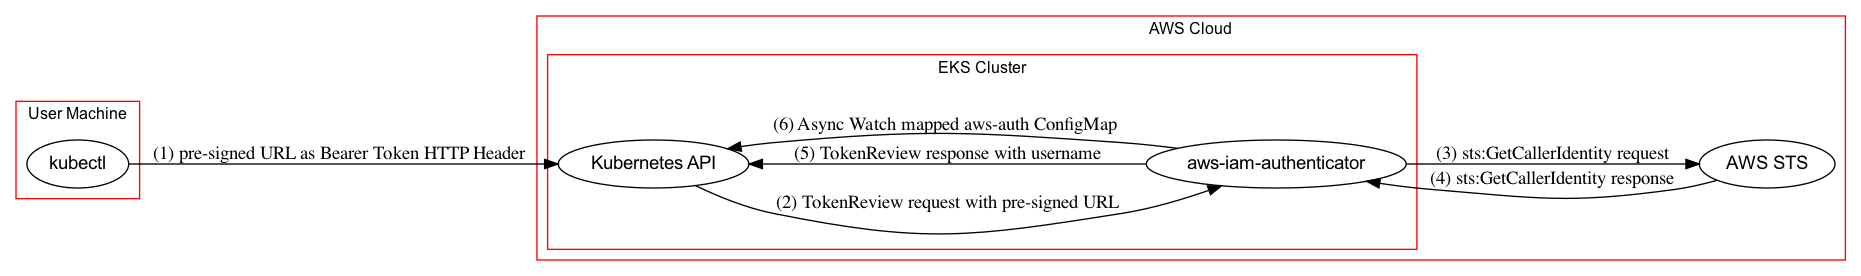 AWS Cloud
EKS Cluster
User Machine
(6) Async Watch mapped aws-auth ConfigMap
kubectl
(1) pre-signed URL as Bearer Token HTTP Header
Kubernetes API
(5) TokenReview response with username
aws-iam-authenticator
(3) sts:GetCallerIdentity request
AWS STS
(4) sts:GetCallerIdentity response
(2) TokenReview request with pre-signed URL